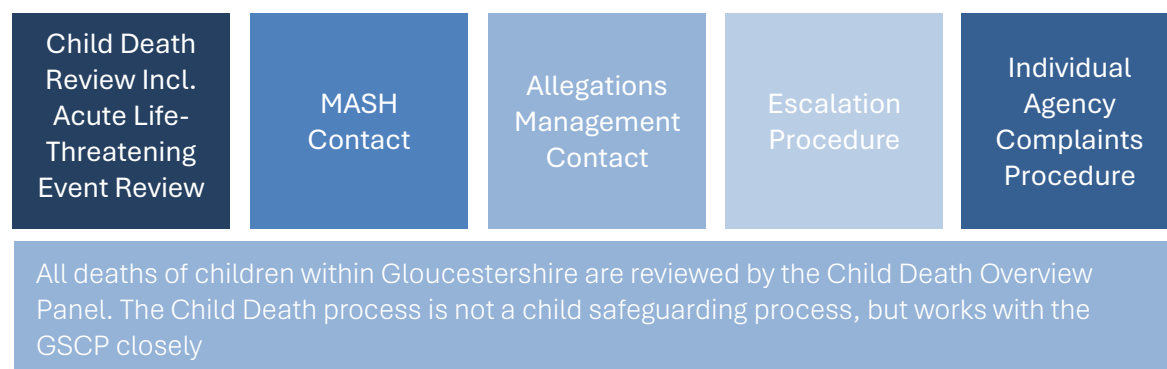 Child Death
Review Incl.
Acute Life-
Threatening
Event Review
MASH
Contact
Allegations
Management
Contact
Escalation
Procedure
Individual
Agency
Complaints
Procedure
All deaths of children within Gloucestershire are reviewed by the Child Death Overview
Panel. The Child Death process is not a child safeguarding process, but works with the
GSCP closely